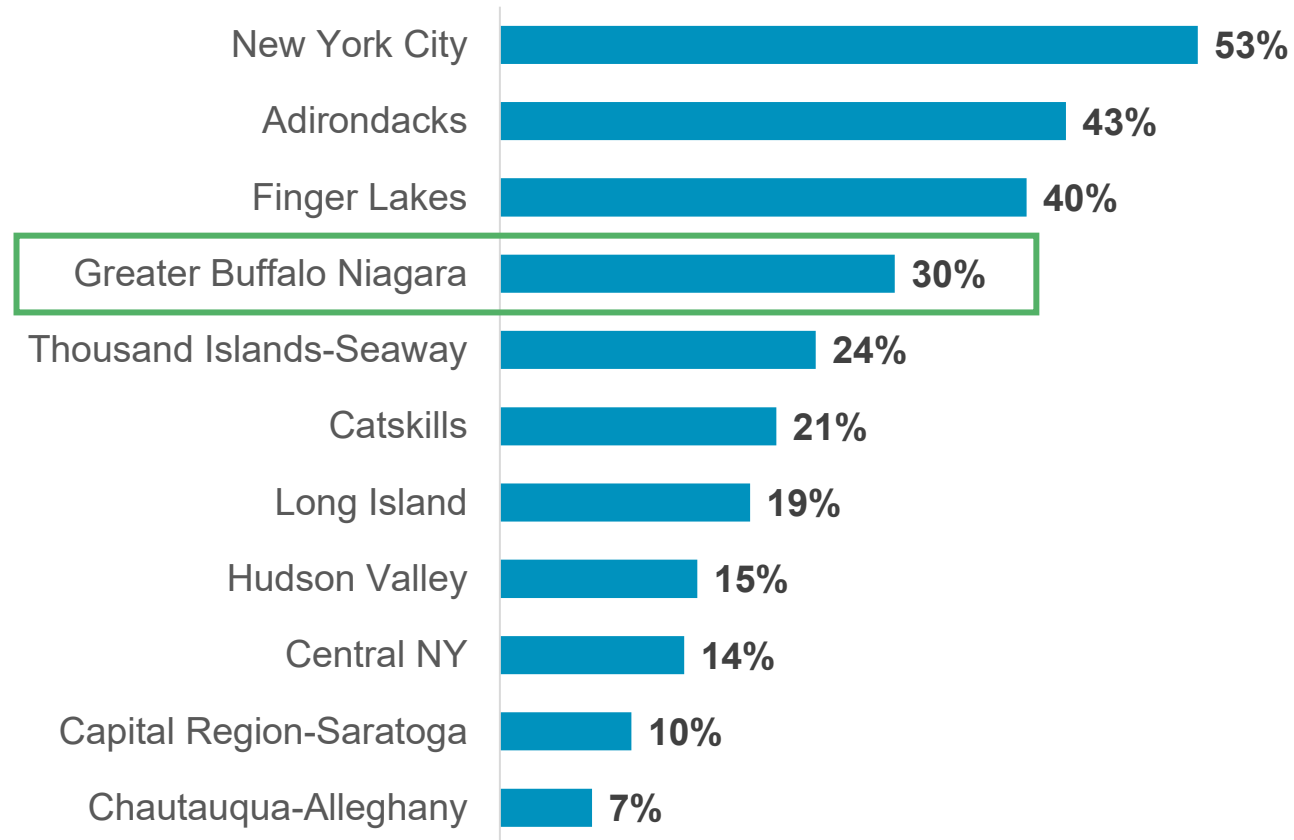 New York City 53%
Adirondacks 43%
Finger Lakes 40%
Greater Buffalo Niagara 30%
Thousand Islands-Seaway 24%
Catskills 21%
Long Island 19%
Hudson Valley 15%
Central NY 14%
Capital Region-Saratoga 10%
Chautauqua-Alleghany 7%